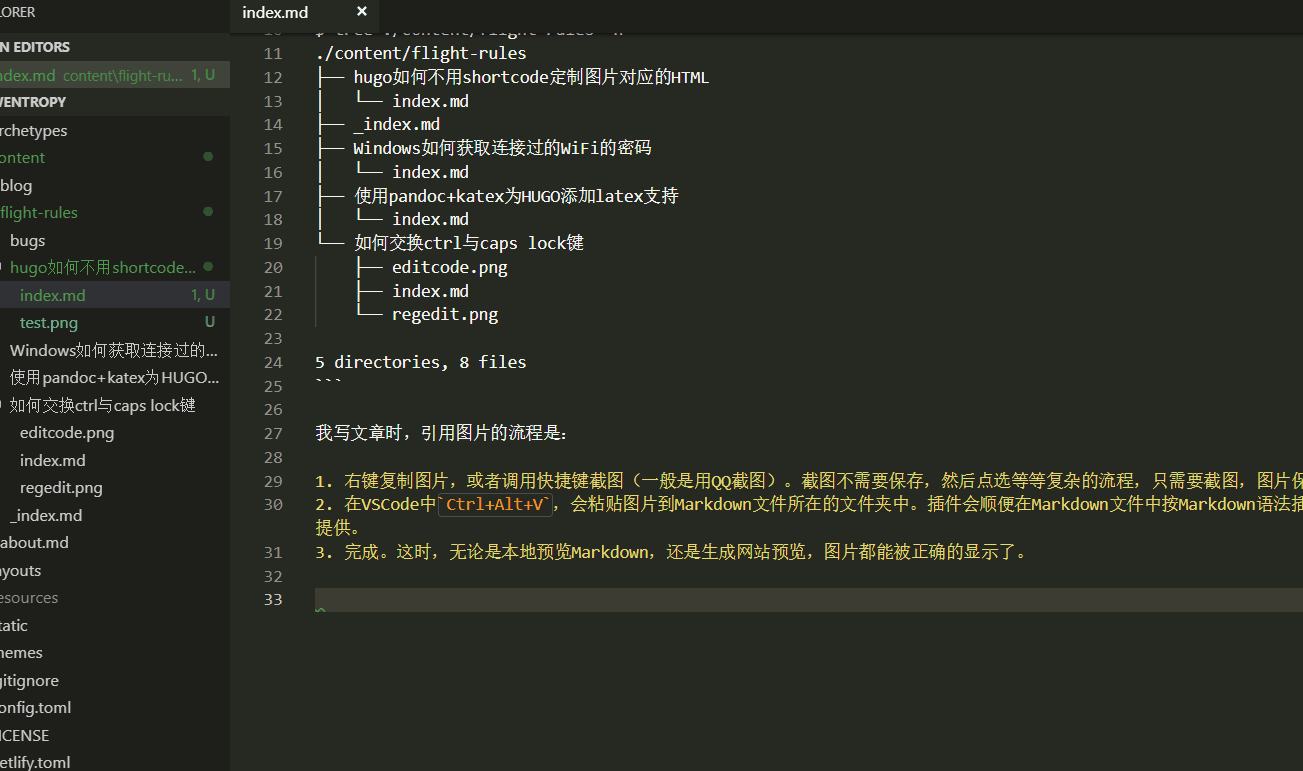 LORER
index.md ×
N EDITORS
ndex.md content\flight-ru... 1, U
VENTROPY
rchetypes
ontent
blog
flight-rules
bugs
hugo如何不用shortcode...
index.md 1, U
test.png U
Windows如何获取连接过的...
使用pandoc+katex为HUGO...
如何交换ctrl与caps lock键
editcode.png
index.md
regedit.png
_index.md
about.md
ayouts
esources
tatic
hemes
gitignore
onfig.toml
ICENSE
etlify.toml
11 ./content/flight-rules
12 ├── hugo如何不用shortcode定制图片对应的HTML
13 │   └── index.md
14 ├── _index.md
15 ├── Windows如何获取连接过的WiFi的密码
16 │   └── index.md
17 ├── 使用pandoc+katex为HUGO添加latex支持
18 │   └── index.md
19 └── 如何交换ctrl与caps lock键
20     ├── editcode.png
21     ├── index.md
22     └── regedit.png
23
24 5 directories, 8 files
25 ```
26
27 我写文章时，引用图片的流程是：
28
29 1. 右键复制图片，或者调用快捷键截图（一般是用QQ截图）。截图不需要保存，然后点选等等复杂的流程，只需要截图，图片保
30 2. 在VSCode中`Ctrl+Alt+V`，会粘贴图片到Markdown文件所在的文件夹中。插件会顺便在Markdown文件中按Markdown语法插
提供。
31 3. 完成。这时，无论是本地预览Markdown，还是生成网站预览，图片都能被正确的显示了。
32
33